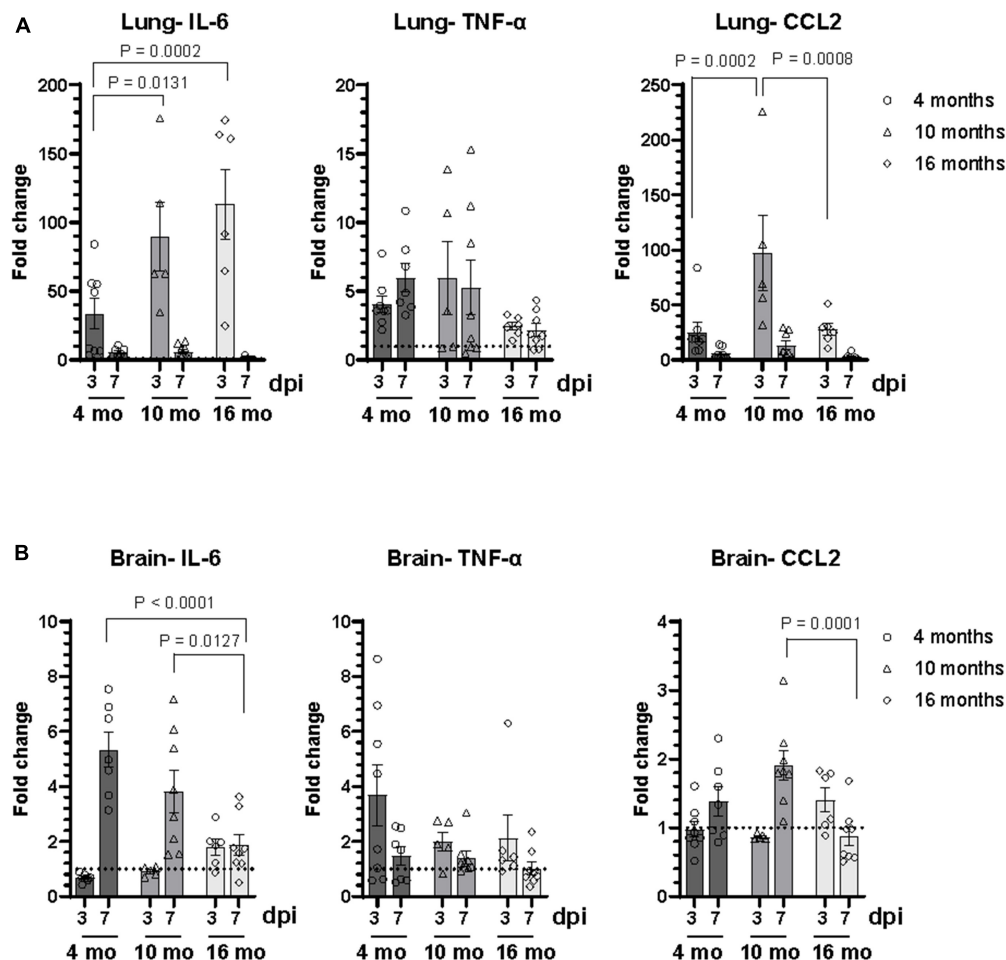 A
Lung- IL-6
P = 0.0002
P = 0.0131
Fold change
200
150
100
50
0
3 7 3 7 3 7 dpi
4 mo 10 mo 16 mo
Lung- TNF-α
Fold change
20
15
10
5
0
3 7 3 7 3 7 dpi
4 mo 10 mo 16 mo
Lung- CCL2
P = 0.0002 P = 0.0008
Fold change
250
200
150
100
50
0
3 7 3 7 3 7 dpi
4 mo 10 mo 16 mo
4 months
10 months
16 months
B
Brain- IL-6
P < 0.0001
P = 0.0127
Fold change
10
8
6
4
2
0
3 7 3 7 3 7 dpi
4 mo 10 mo 16 mo
Brain- TNF-α
Fold change
10
8
6
4
2
0
3 7 3 7 3 7 dpi
4 mo 10 mo 16 mo
Brain- CCL2
P = 0.0001
Fold change
4
3
2
1
0
3 7 3 7 3 7 dpi
4 mo 10 mo 16 mo
4 months
10 months
16 months